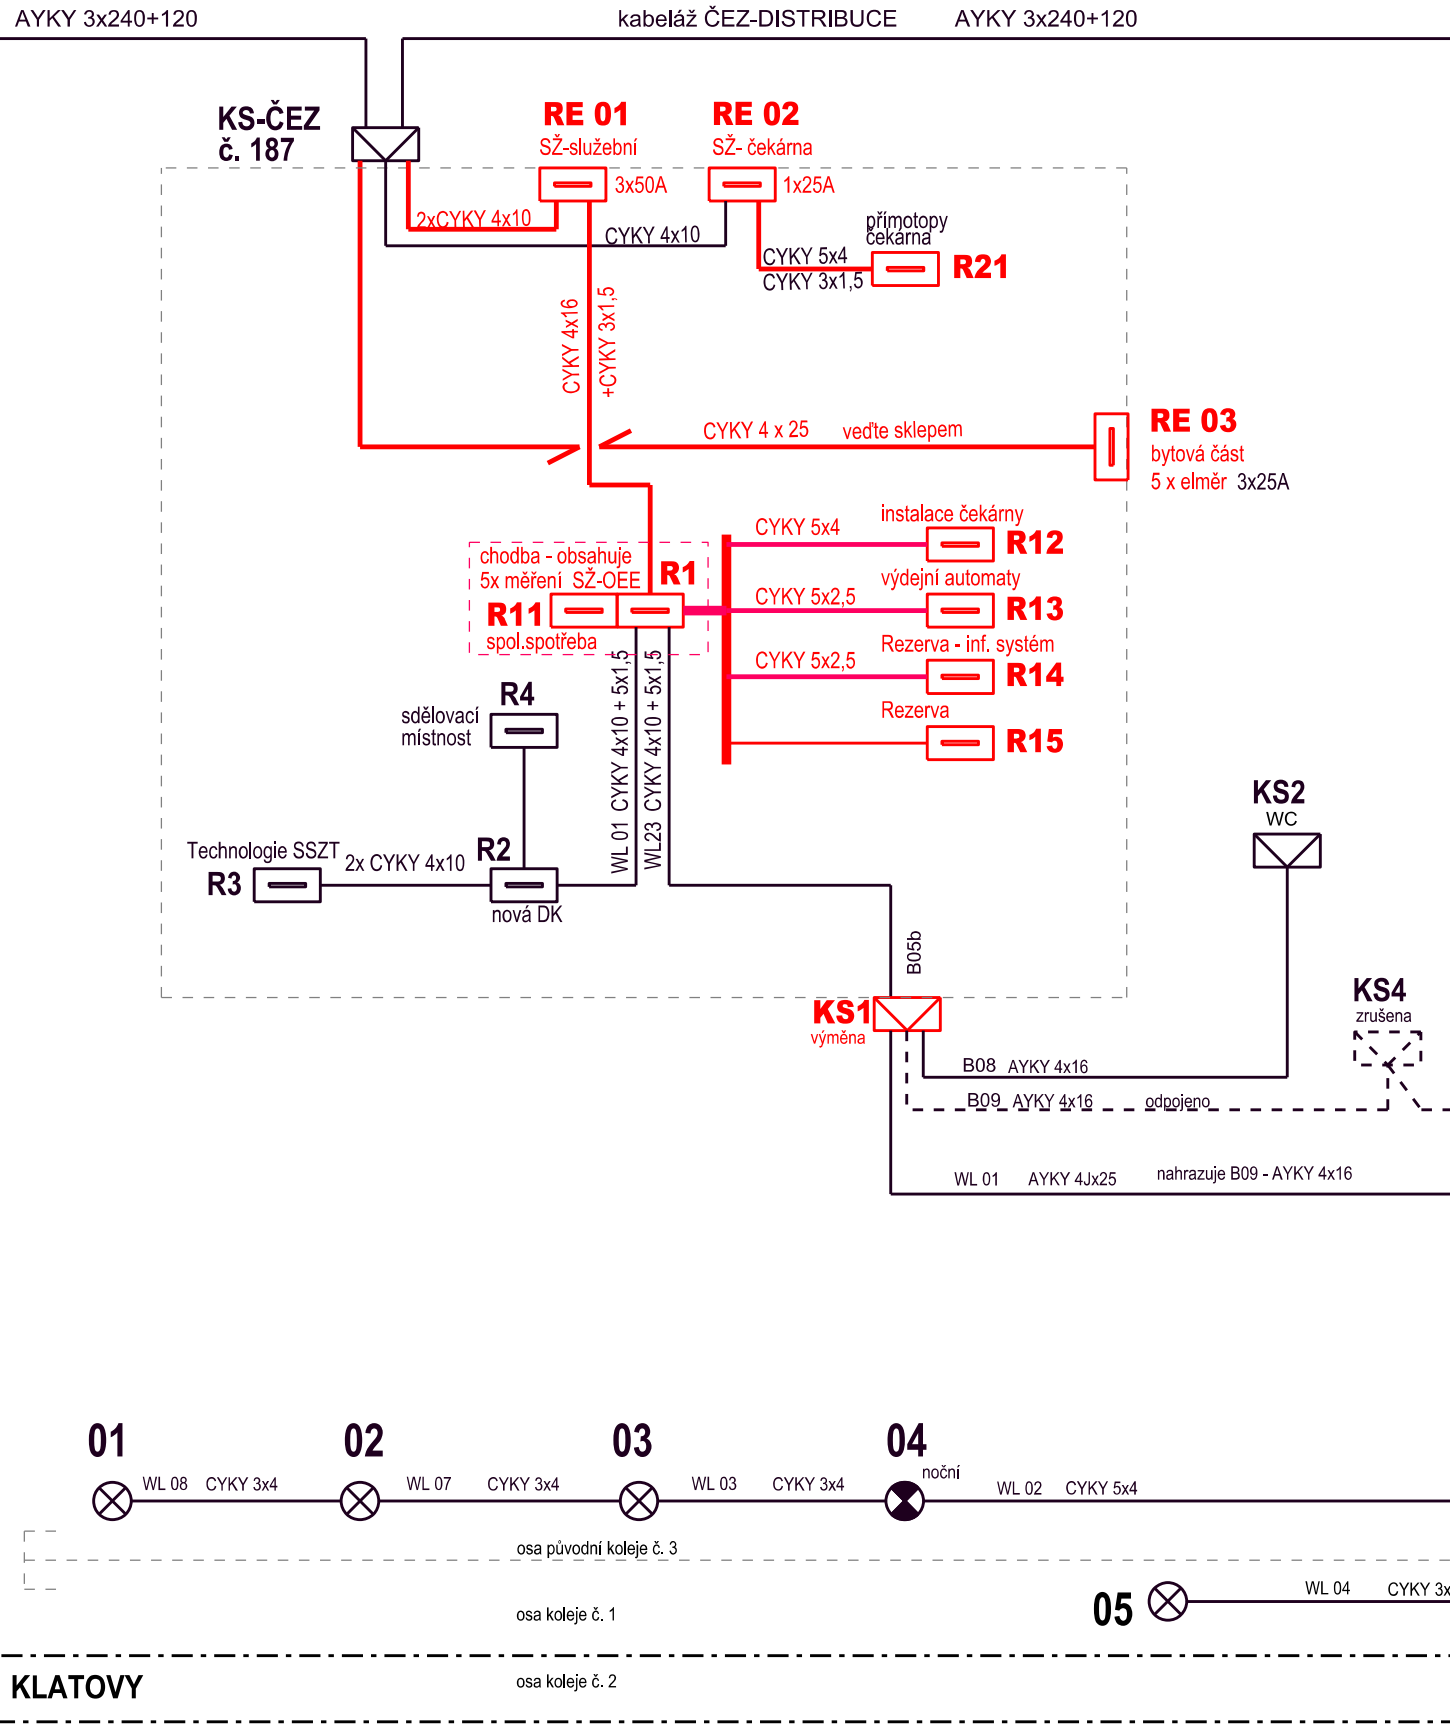 AYKY 3x240+120
kabeláž ČEZ-DISTRIBUCE
AYKY 3x240+120
KS-ČEZ
č. 187
RE 01
SŽ-služební
3x50A
RE 02
SŽ- čekárna
1x25A
2xCYKY 4x10
CYKY 4x10
přímotopy
čekárna
CYKY 5x4
CYKY 3x1,5
R21
CYKY 4x16
+CYKY 3x1,5
CYKY 4 x 25
veďte sklepem
RE 03
bytová část
5 x elměr 3x25A
chodba - obsahuje
5x měření SŽ-OEE
R1
R11
spol.spotřeba
CYKY 5x4
instalace čekárny
R12
CYKY 5x2,5
výdejní automaty
R13
CYKY 5x2,5
Rezerva - inf. systém
R14
Rezerva
R15
R4
sdělovací
místnost
WL 01 CYKY 4x10 + 5x1,5
WL23 CYKY 4x10 + 5x1,5
Technologie SSZT
2x CYKY 4x10
R2
R3
nová DK
KS2
WC
B05b
KS1
výměna
KS4
zrušena
B08 AYKY 4x16
B09 AYKY 4x16
odpojeno
WL 01
AYKY 4Jx25
nahrazuje B09 - AYKY 4x16
01
02
03
04
noční
WL 08
CYKY 3x4
WL 07
CYKY 3x4
WL 03
CYKY 3x4
WL 02
CYKY 5x4
osa původní koleje č. 3
05
WL 04
CYKY 3x
osa koleje č. 1
KLATOVY
osa koleje č. 2